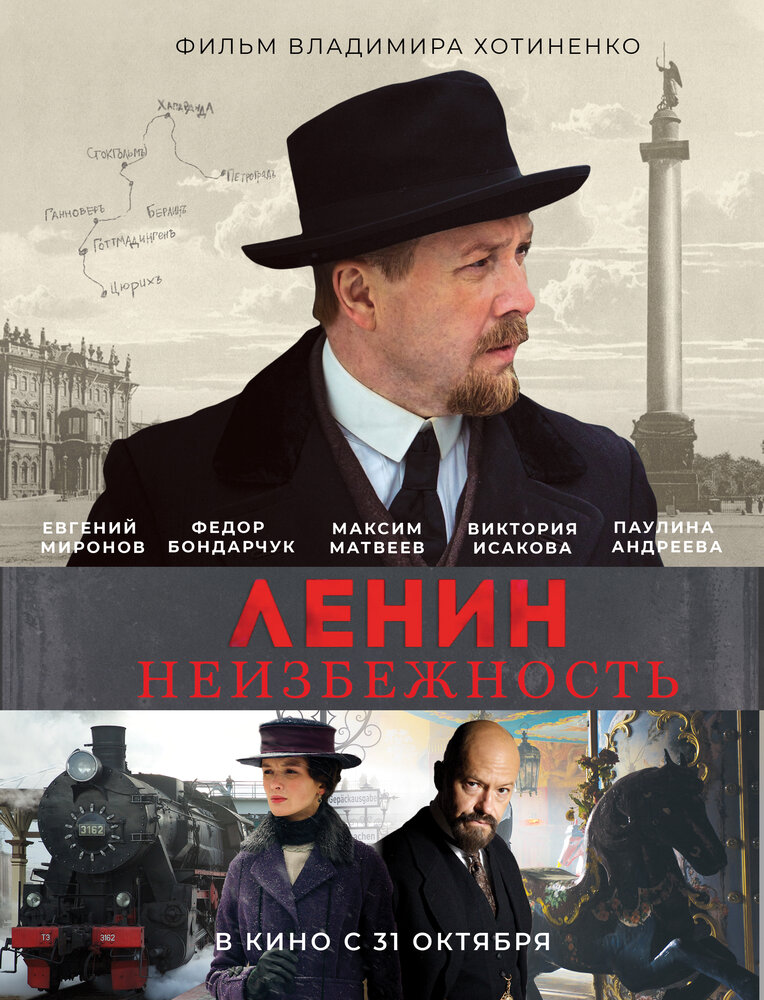 ФИЛЬМ ВЛАДИМИРА ХОТИНЕНКО
ХАПАРАНДА
СТОКГОЛЬМЪ
ПЕТРОГРАДЪ
ГАННОВЕРЪ
БЕРЛИНЪ
ГОТТМАДИНГЕНЪ
ЦЮРИХЪ
ЕВГЕНИЙ МИРОНОВ
ФЕДОР БОНДАРЧУК
МАКСИМ МАТВЕЕВ
ВИКТОРИЯ ИСАКОВА
ПАУЛИНА АНДРЕЕВА
ЛЕНИН
НЕИЗБЕЖНОСТЬ
Gepäckausgabe
3162
ТЭ 3162
В КИНО С 31 ОКТЯБРЯ